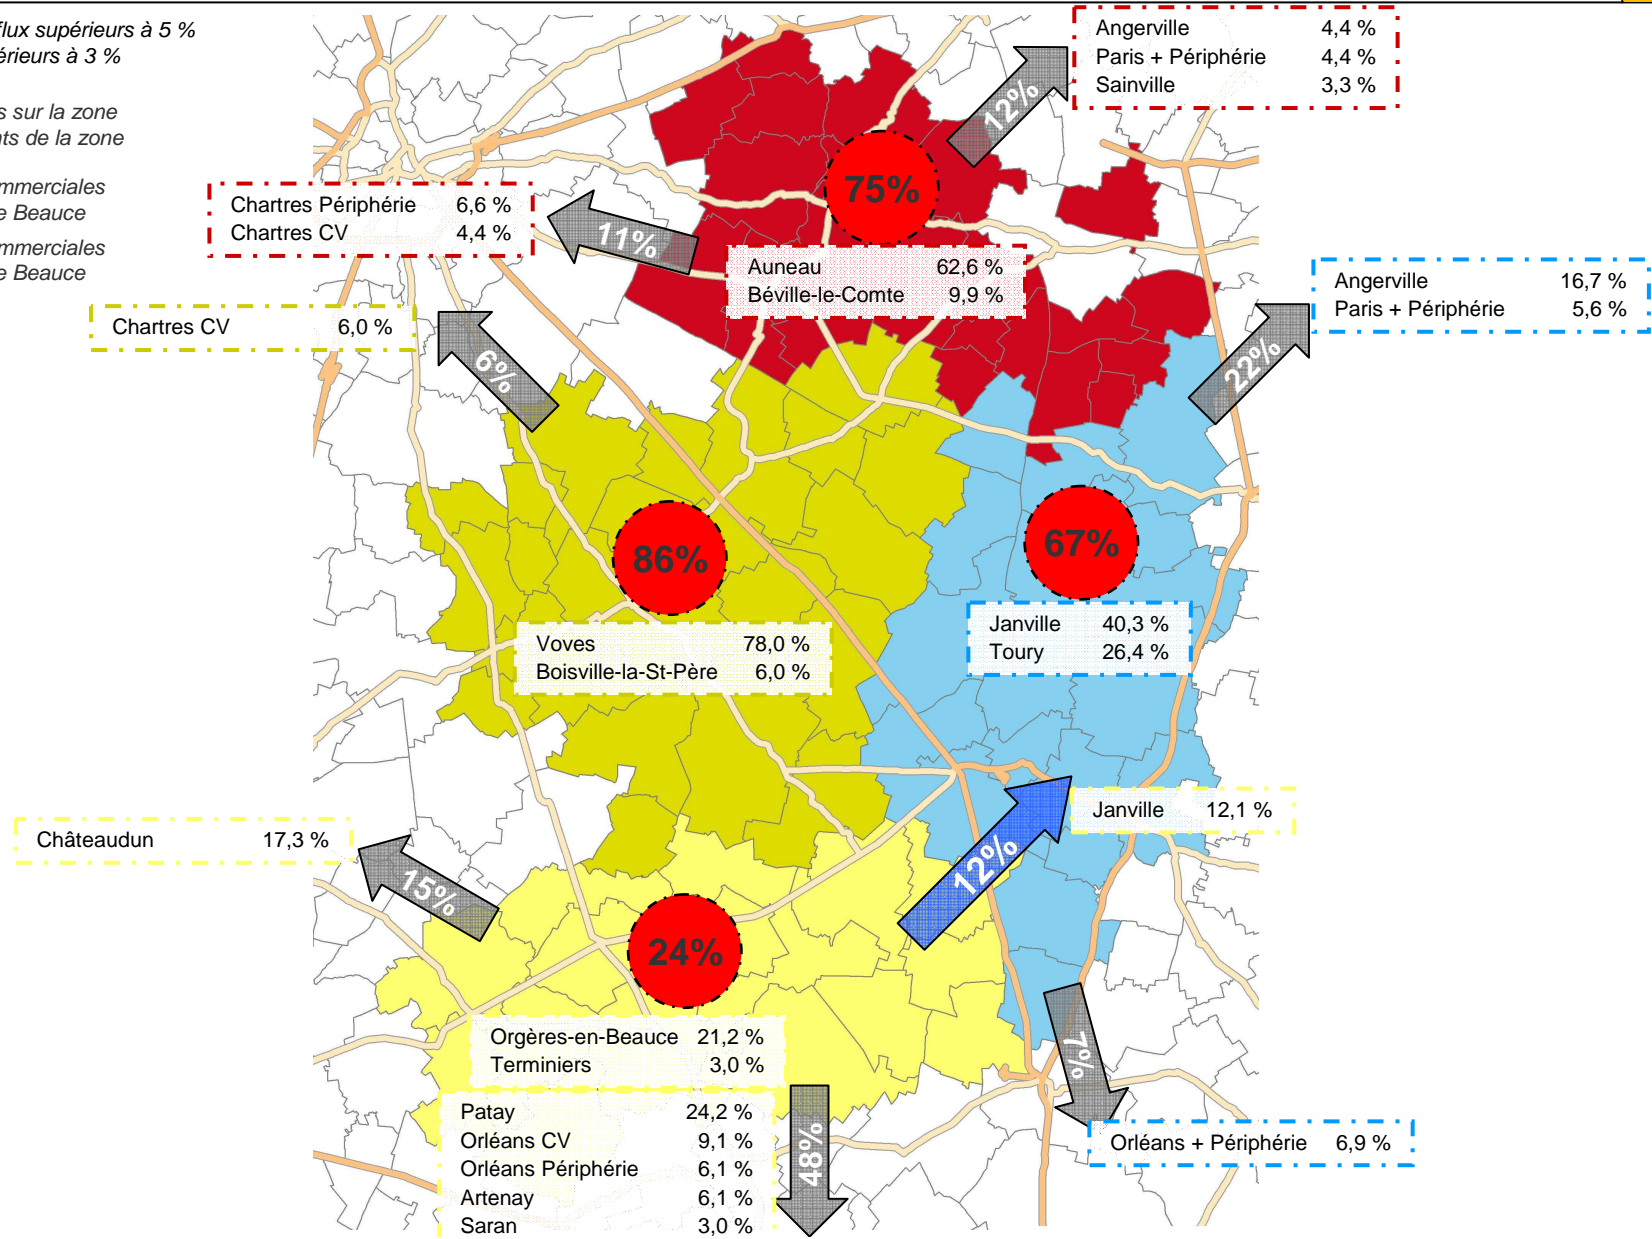 flux supérieurs à 5 %
érieurs à 3 %
s sur la zone
nts de la zone
mmerciales
e Beauce
mmerciales
e Beauce
Angerville 4,4 %
Paris + Périphérie 4,4 %
Sainville 3,3 %
12%
75%
Chartres Périphérie 6,6 %
Chartres CV 4,4 %
11%
Auneau 62,6 %
Béville-le-Comte 9,9 %
Angerville 16,7 %
Paris + Périphérie 5,6 %
22%
Chartres CV 6,0 %
6%
86%
67%
Voves 78,0 %
Boisville-la-St-Père 6,0 %
Janville 40,3 %
Toury 26,4 %
Janville 12,1 %
12%
Châteaudun 17,3 %
15%
24%
Orgères-en-Beauce 21,2 %
Terminiers 3,0 %
7%
Patay 24,2 %
Orléans CV 9,1 %
Orléans Périphérie 6,1 %
Artenay 6,1 %
Saran 3,0 %
48%
Orléans + Périphérie 6,9 %